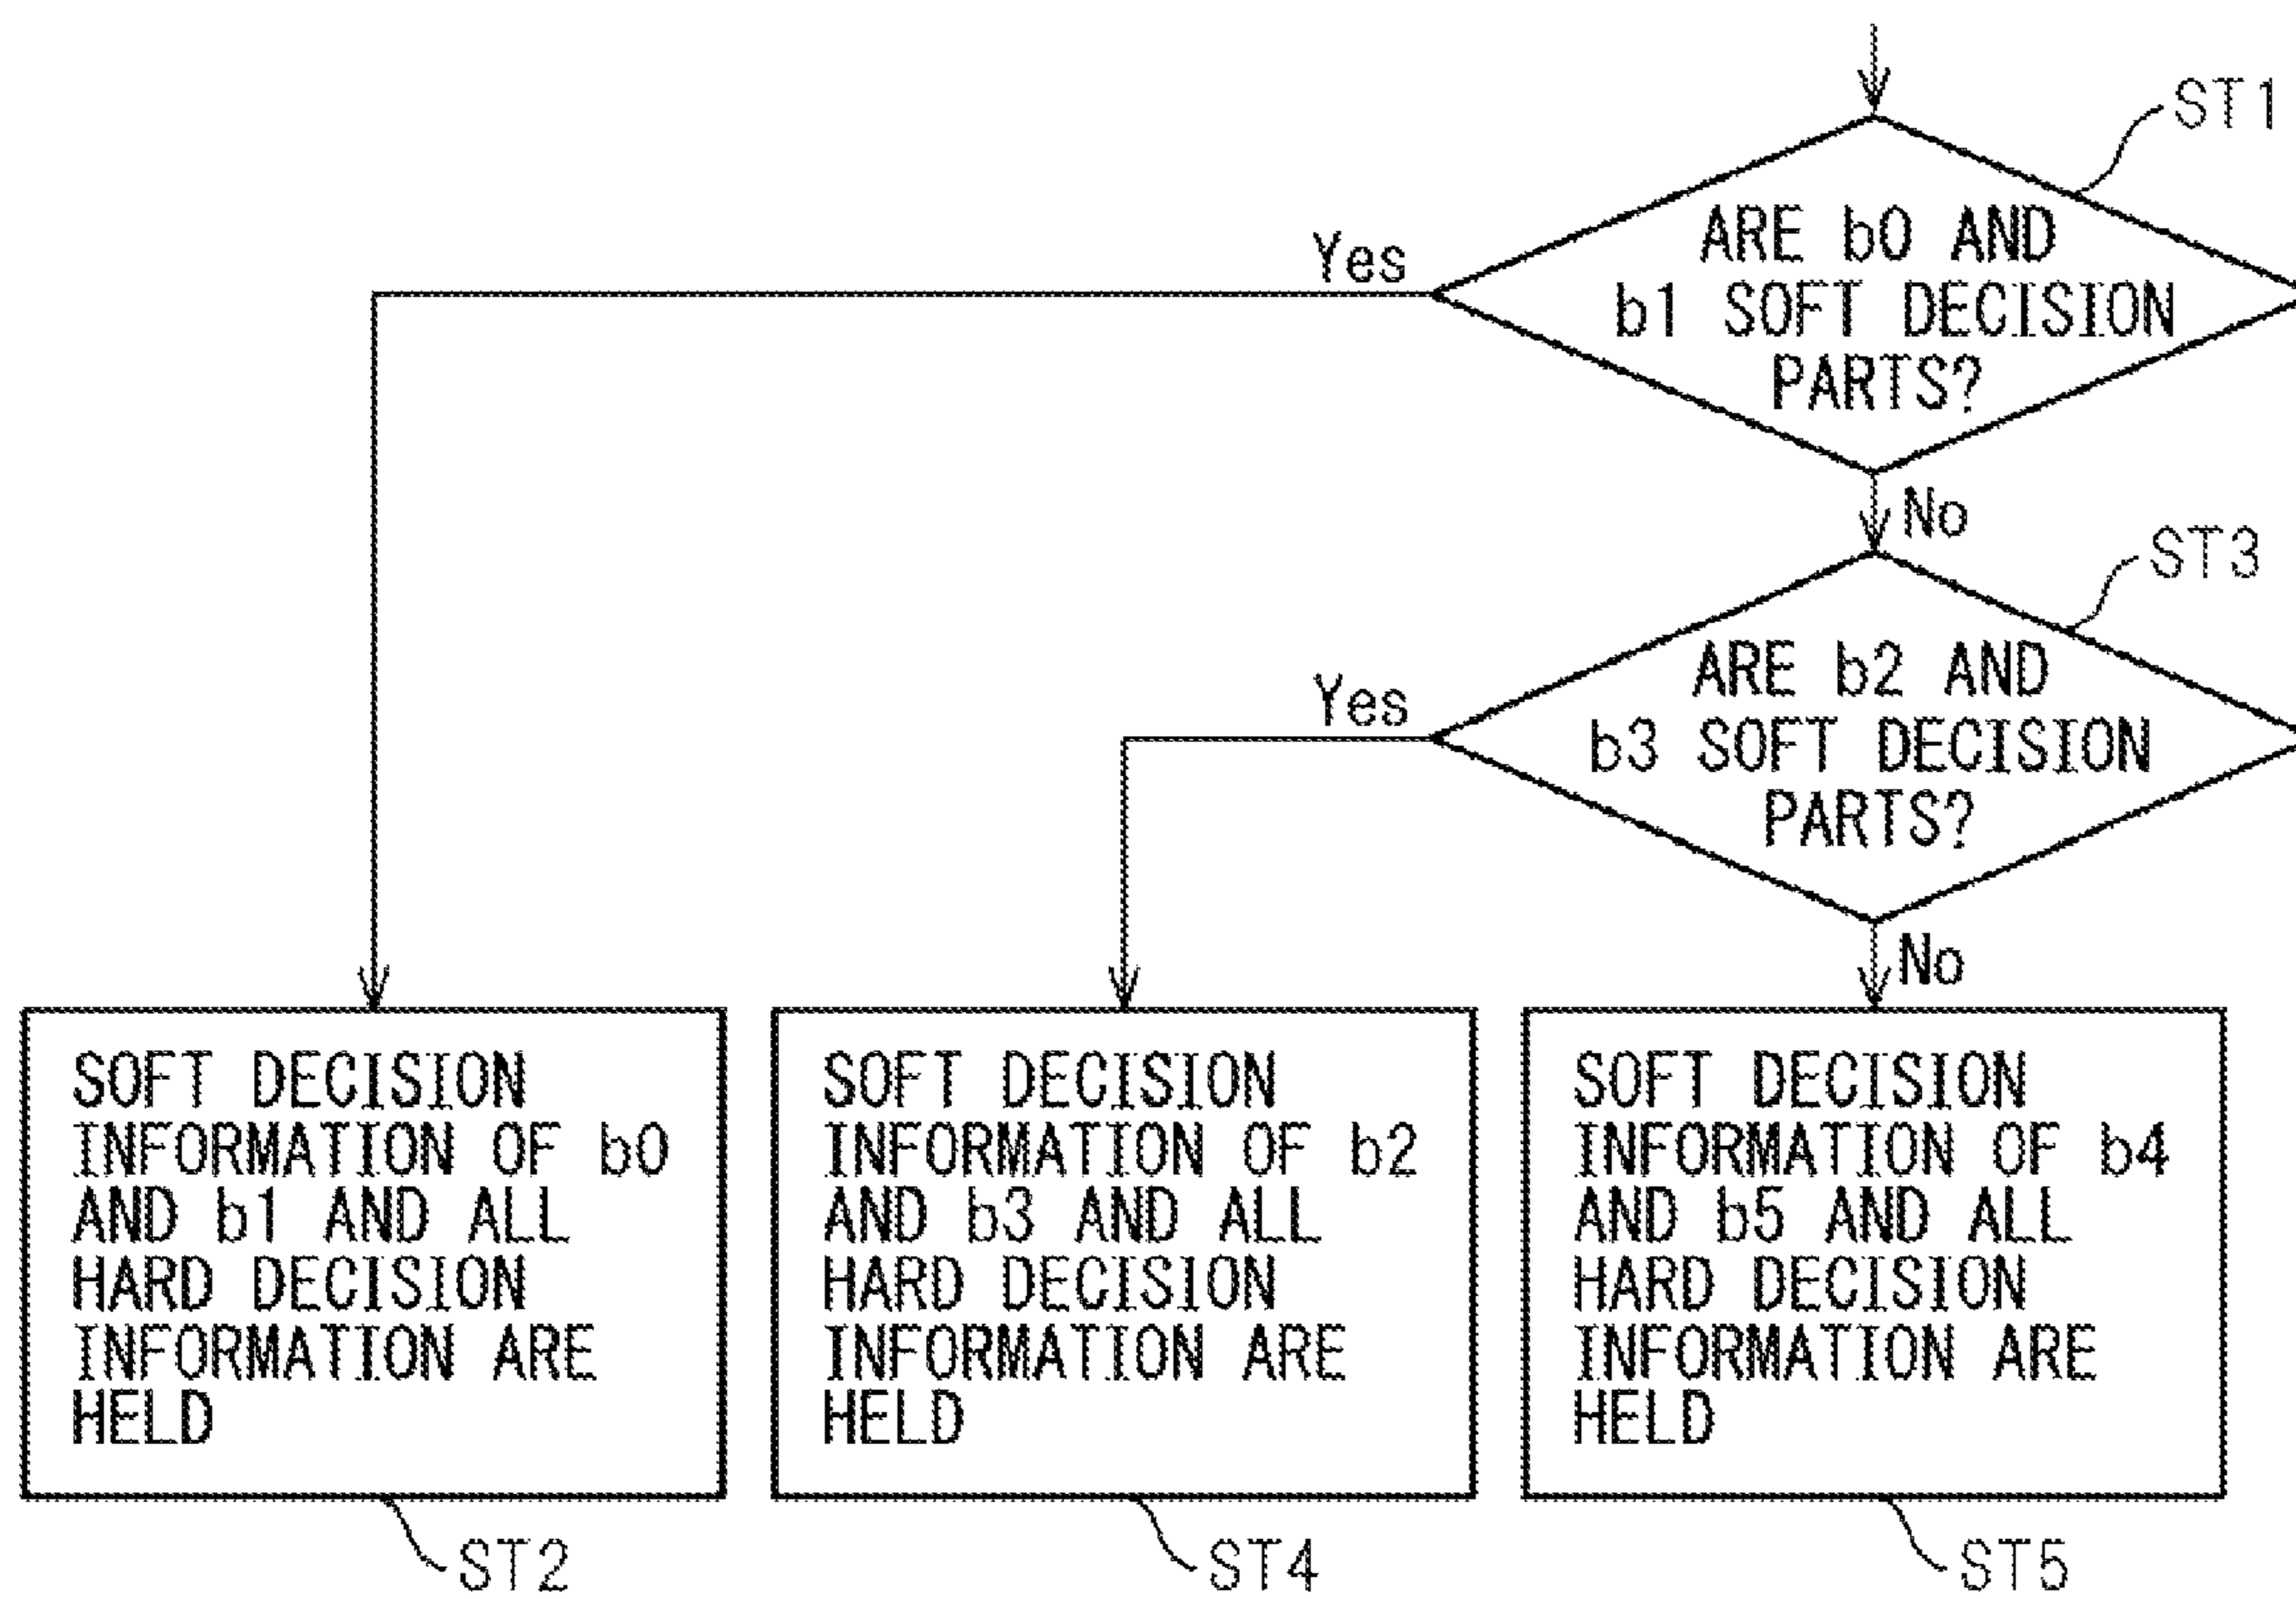 ST1
ARE b0 AND
b1 SOFT DECISION
PARTS?
Yes
No
ST3
ARE b2 AND
b3 SOFT DECISION
PARTS?
Yes
No
SOFT DECISION
INFORMATION OF b0
AND b1 AND ALL
HARD DECISION
INFORMATION ARE
HELD
SOFT DECISION
INFORMATION OF b2
AND b3 AND ALL
HARD DECISION
INFORMATION ARE
HELD
SOFT DECISION
INFORMATION OF b4
AND b5 AND ALL
HARD DECISION
INFORMATION ARE
HELD
ST2
ST4
ST5